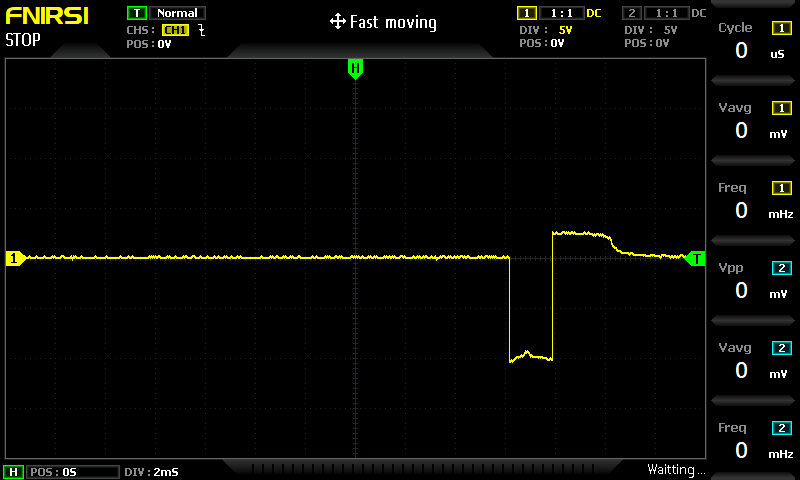 FNIRSI
STOP
T Normal
CHS: CH1
POS:0V
Fast moving
1 1:1 DC
DIV: 5V
POS:0V
2 1:1 DC
DIV: 5V
POS:0V
H
1
T
Cycle 1
0 uS
Vavg 1
0 mV
Freq 1
0 mHz
Vpp 2
0 mV
Vavg 2
0 mV
Freq 2
0 mHz
H POS:0S DIV:2mS
Waitting...